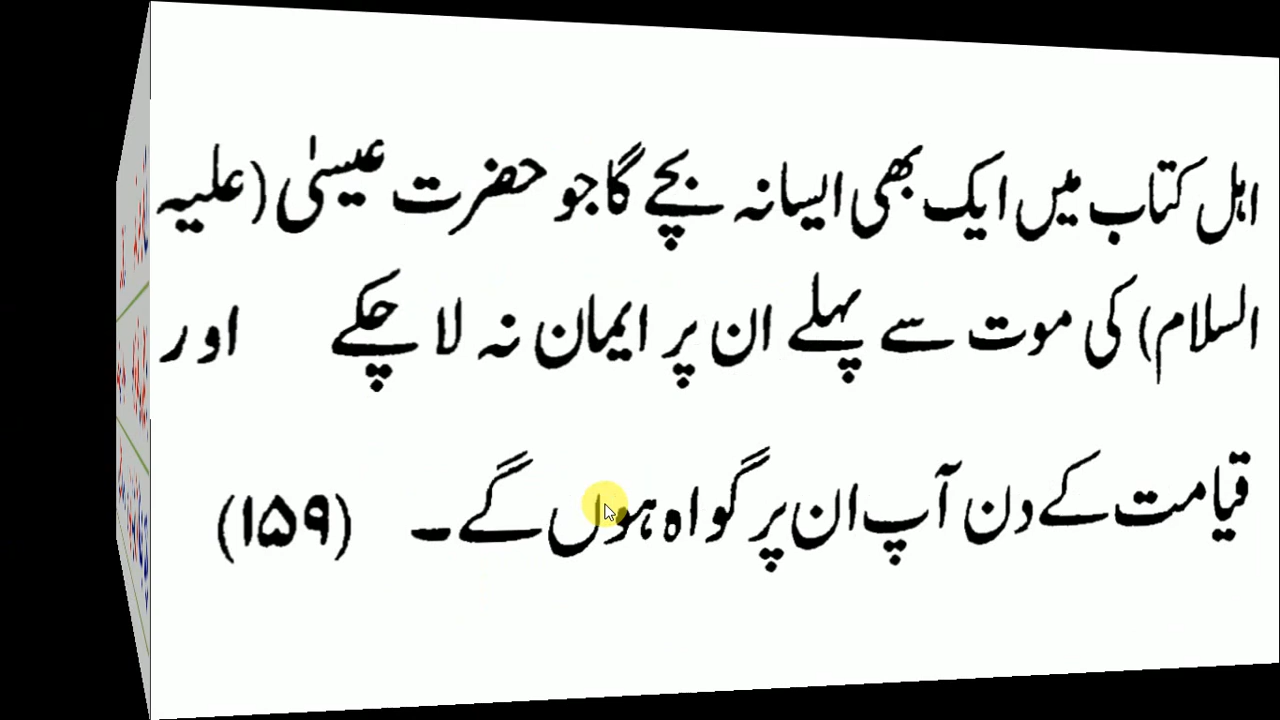 اہل کتاب میں ایک بھی ایسا نہ بچے گا جو حضرت عیسیٰ (علیہ
السلام) کی موت سے پہلے ان پر ایمان نہ لا چکے اور
قیامت کے دن آپ ان پر گواہ ہوں گے ۔ (۱۵۹)